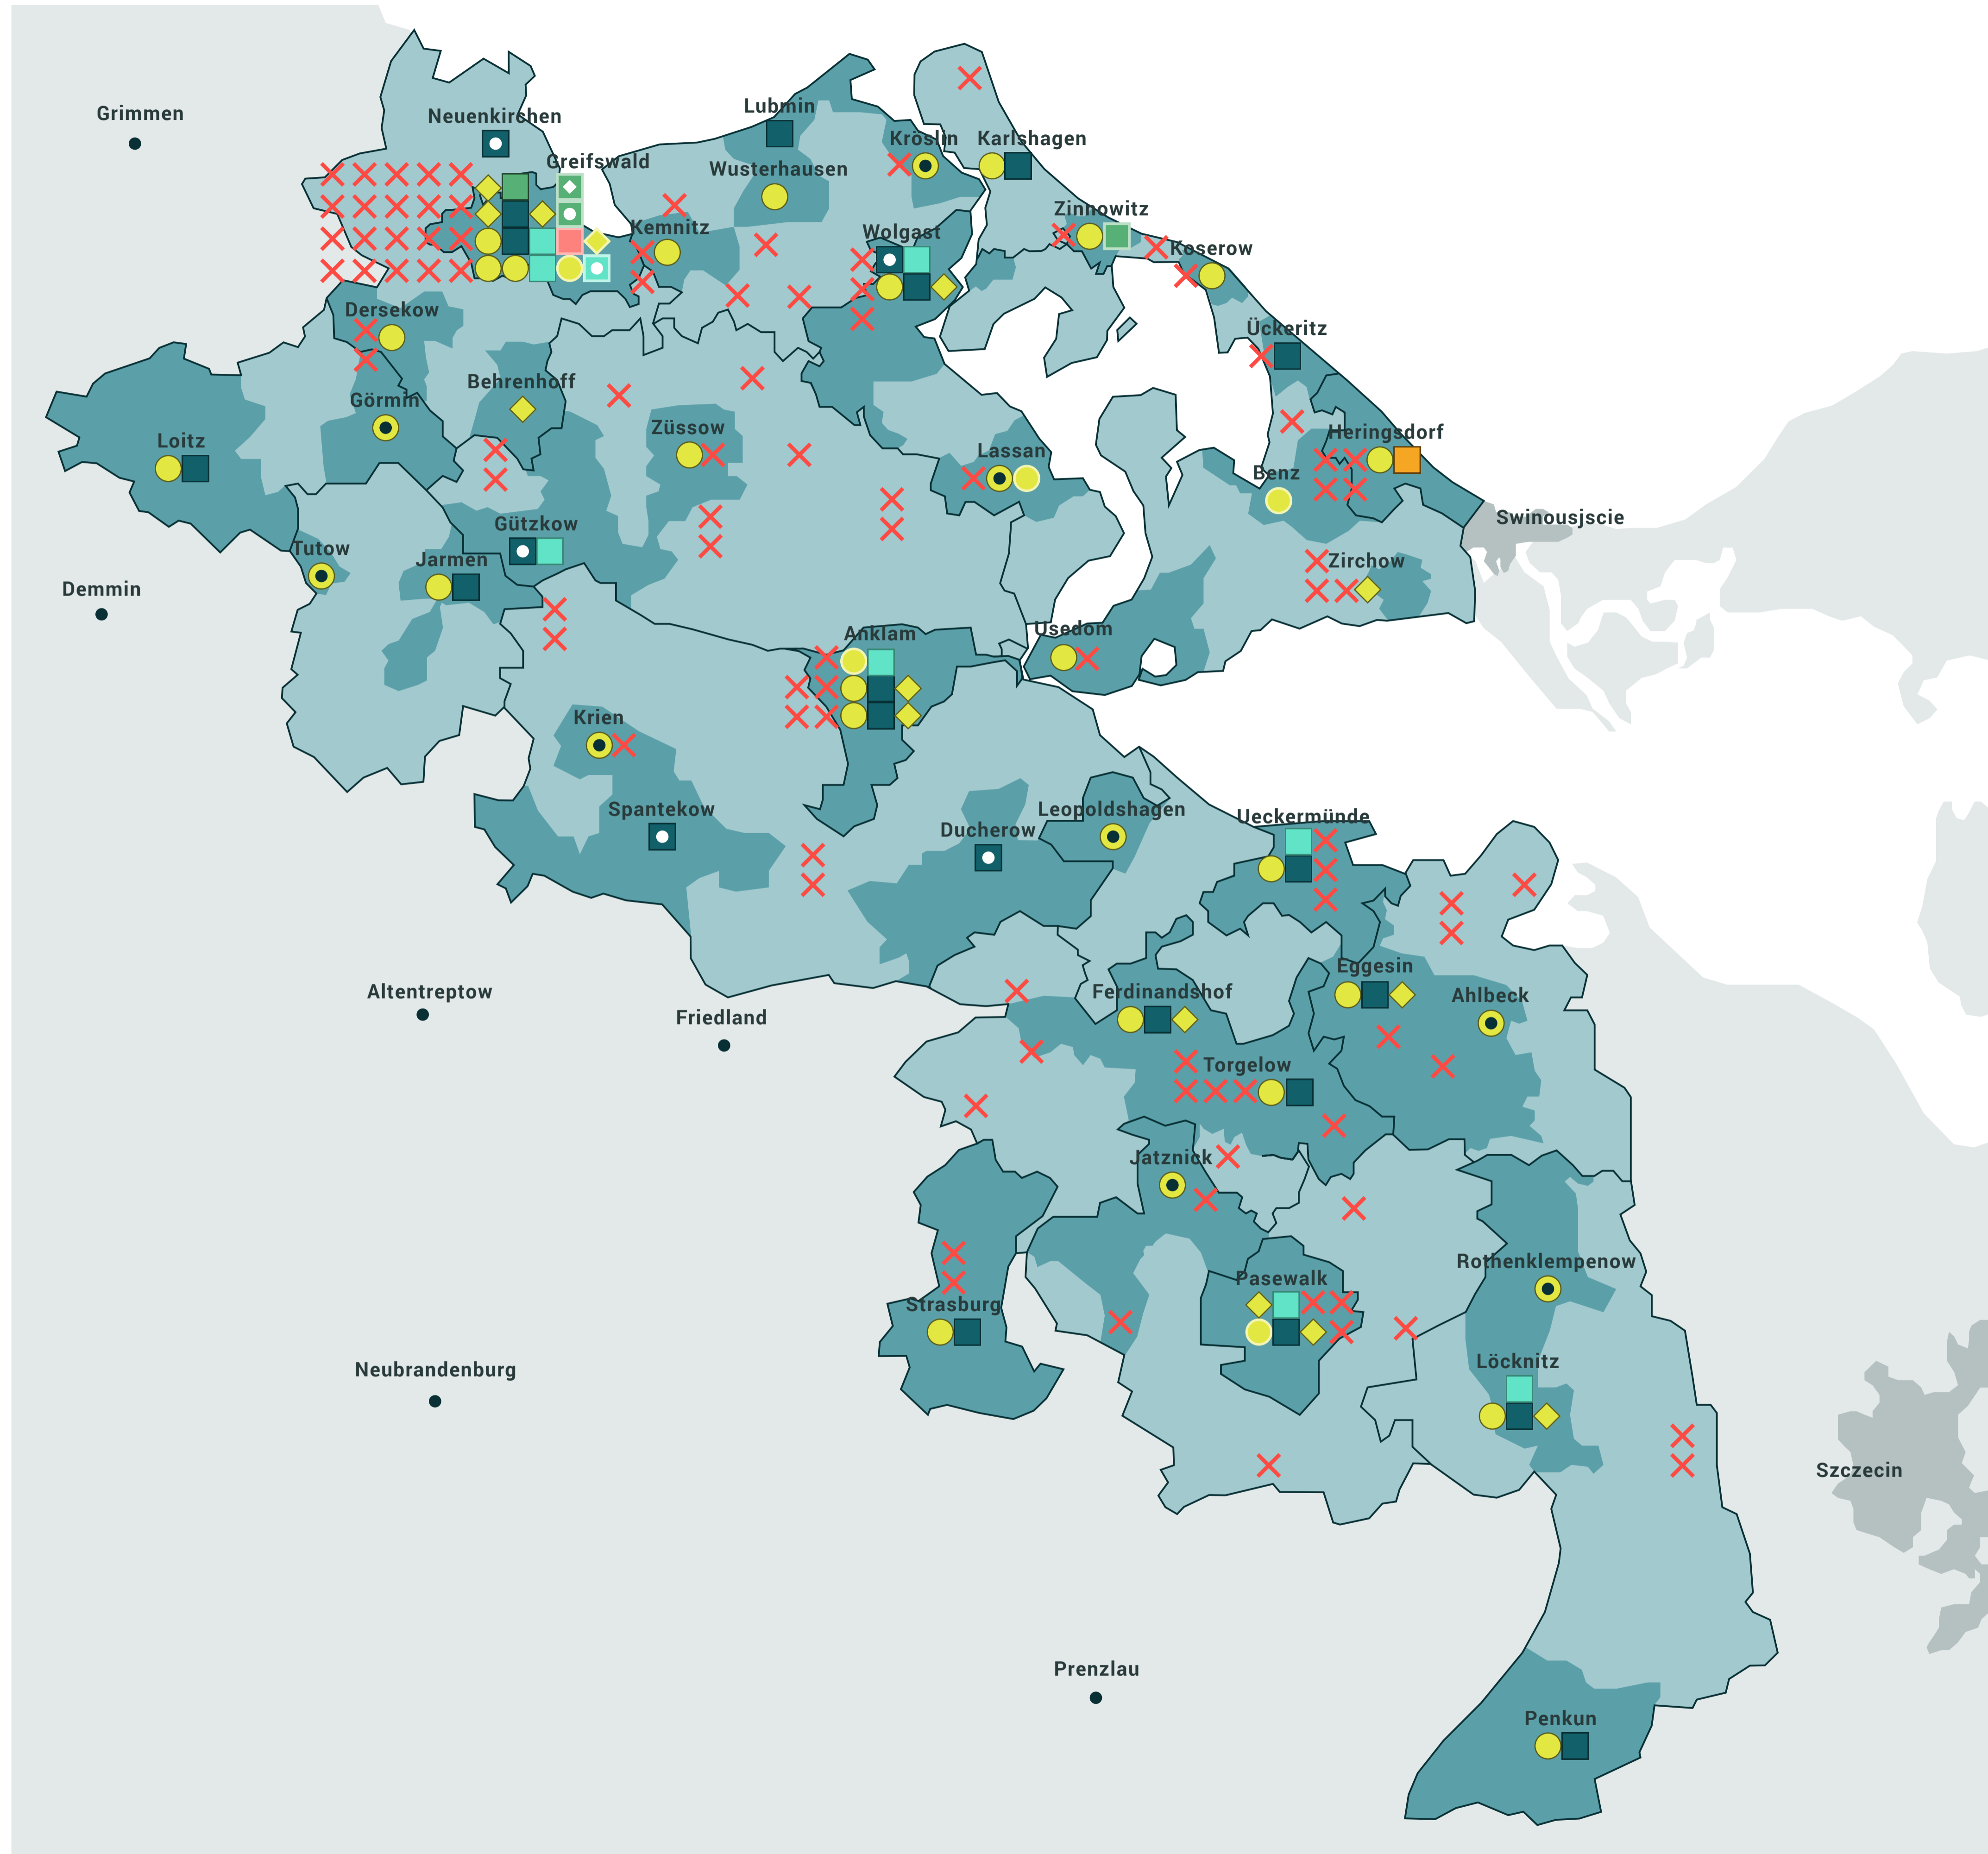 Grimmen
Neuenkirchen
Lubmin
Greifswald
Kröslin
Karlshagen
Wusterhausen
Zinnowitz
Kemnitz
Wolgast
Koserow
Dersekow
Ückeritz
Behrenhoff
Görmin
Züssow
Heringsdorf
Loitz
Lassan
Benz
Gützkow
Swinousjscie
Tutow
Jarmen
Zirchow
Demmin
Usedom
Anklam
Krien
Spantekow
Leopoldshagen
Ueckermünde
Ducherow
Eggesin
Altentreptow
Ferdinandshof
Ahlbeck
Friedland
Torgelow
Jatznick
Rothenklempenow
Pasewalk
Strasburg
Löcknitz
Neubrandenburg
Szczecin
Prenzlau
Penkun